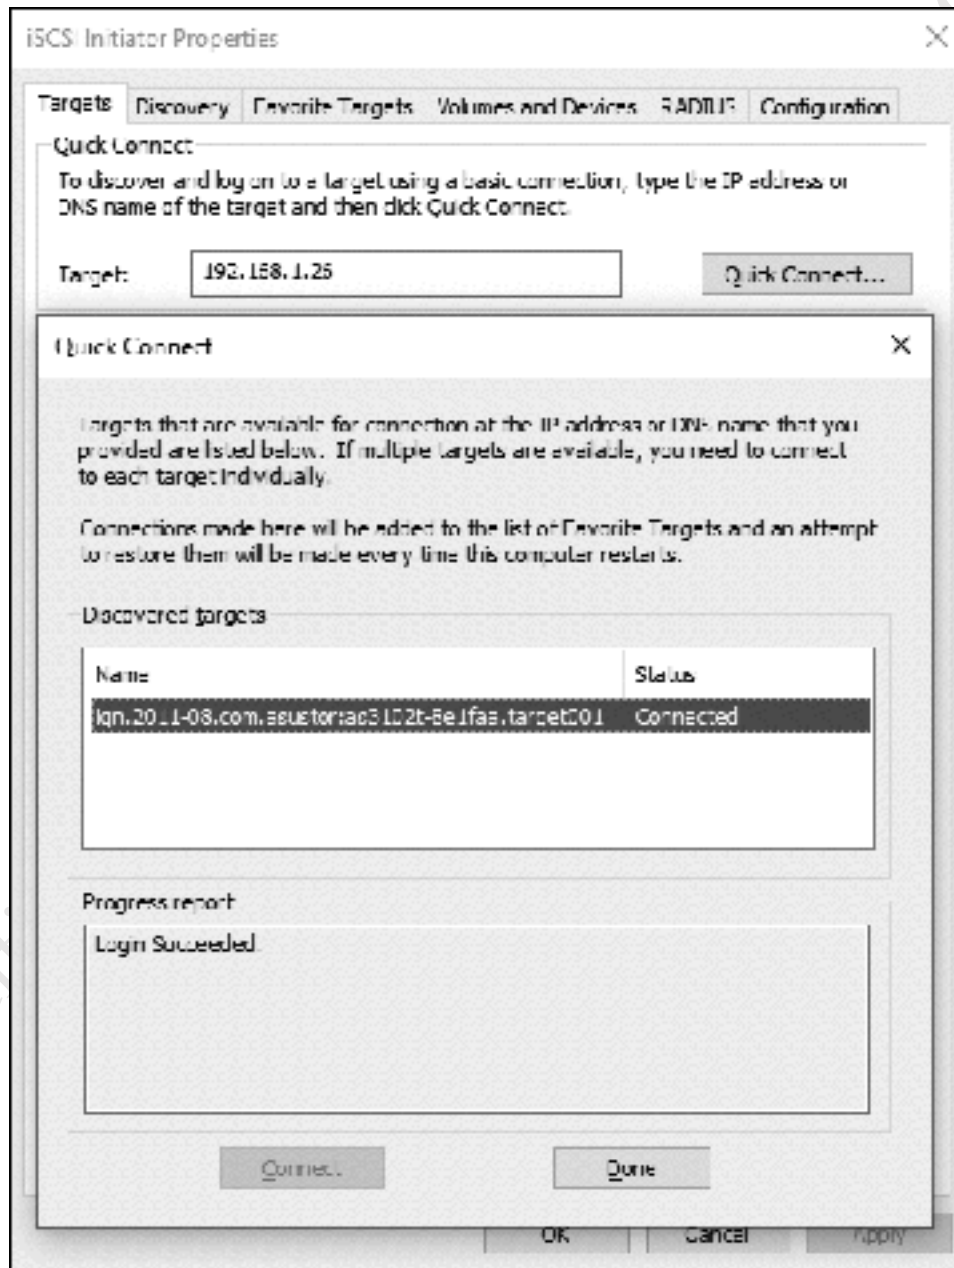 iSCSI Initiator Properties
Targets Discovery Favorite Targets Volumes and Devices RADIUS Configuration
Quick Connect
To discover and log on to a target using a basic connection, type the IP address or
DNS name of the target and then click Quick Connect.
Target: 192.168.1.25 Quick Connect...
Quick Connect
Targets that are available for connection at the IP address or DNS name that you
provided are listed below. If multiple targets are available, you need to connect
to each target individually.
Connections made here will be added to the list of Favorite Targets and an attempt
to restore them will be made every time this computer restarts.
Discovered targets
Name Status
Connected
Progress report
Login Succeeded.
Connect Done
OK Cancel Apply